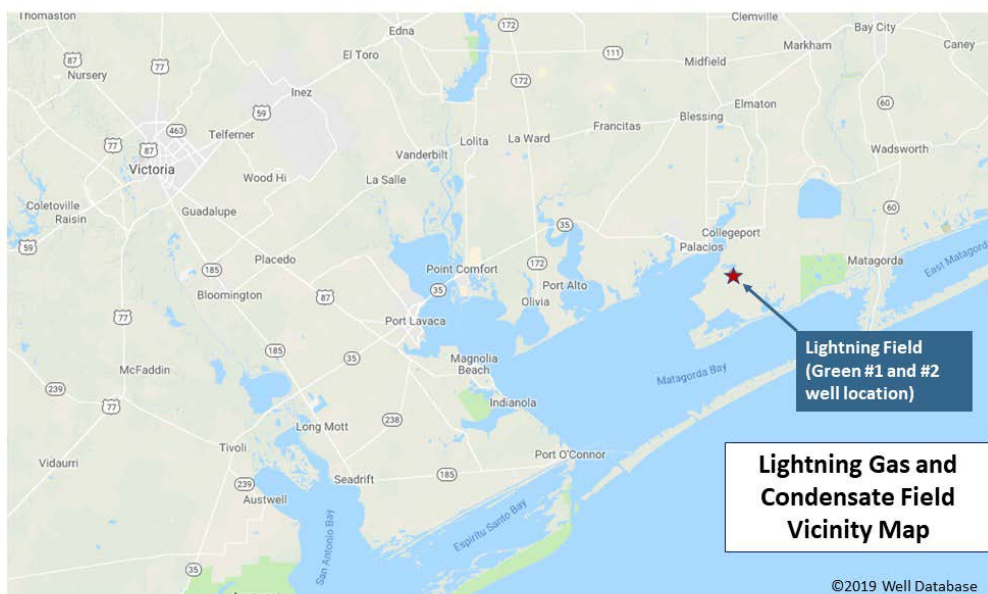 Thomaston
Edna
172
Clemville
Bay City
Caney
87
77
El Toro
111
Markham
Nursery
172
Midfield
Inez
59
Elmaton
60
463
Telferner
Lolita
La Ward
Francitas
Blessing
77
87
Vanderbilt
Wadsworth
Victoria
Wood Hi
La Salle
Coletoville
Raisin
Guadalupe
35
60
59
Collegeport
Palacios
Placedo
185
Point Comfort
172
Matagorda
East Matagorda
Port Alto
Bloomington
87
35
Olivia
77
Port Lavaca
Lightning Field
(Green #1 and #2
well location)
185
35
Magnolia
Beach
McFaddin
Matagorda Bay
239
77
Indianola
238
Long Mott
Tivoli
Port O'Connor
Vidaurri
Seadrift
185
239
Austwell
Lightning Gas and
Condensate Field
Vicinity Map
Espiritu Santo Bay
San Antonio Bay
35
©2019 Well Database